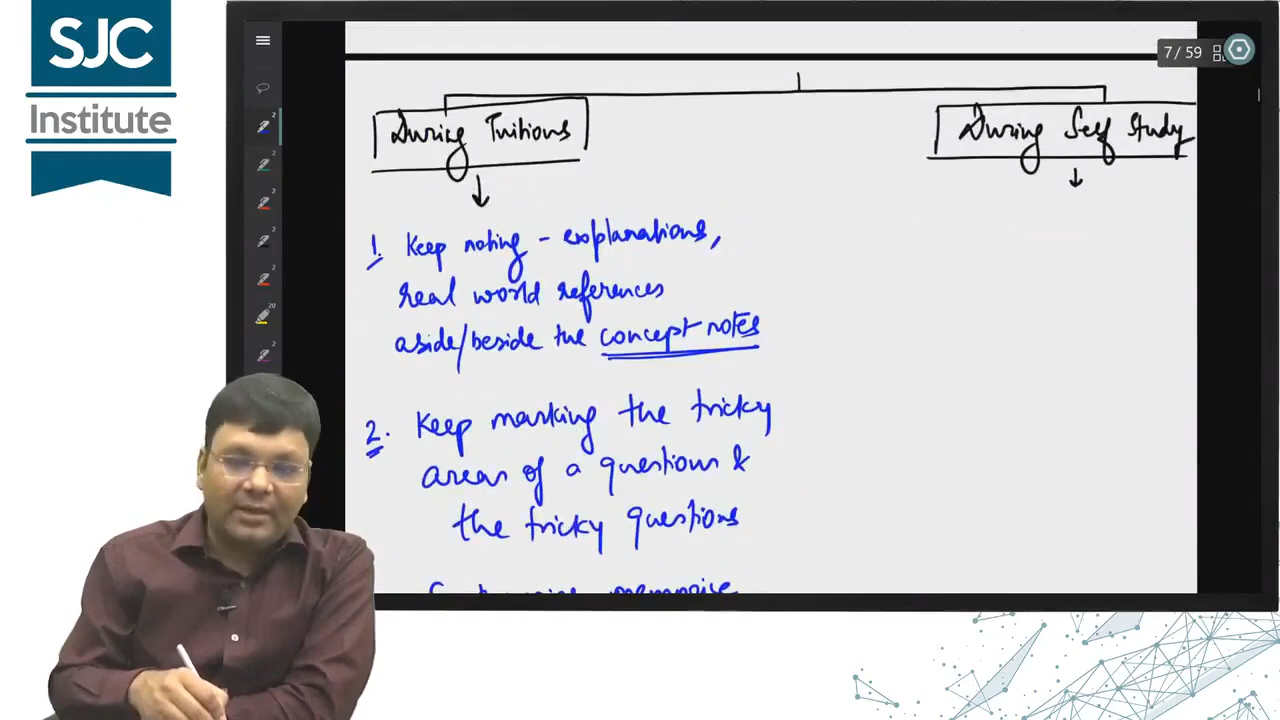 SJC
Institute
7 / 59
During Tuitions
During Self Study
1. Keep noting - explanations,
real world references
aside/beside the concept notes
2. Keep marking the tricky
areas of a questions &
the tricky questions